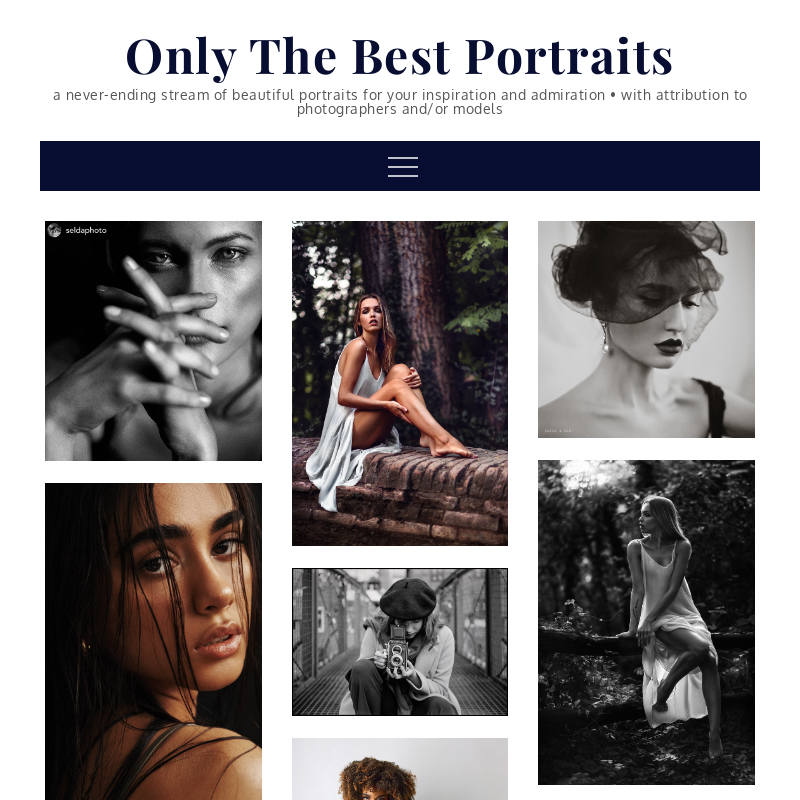 Only The Best Portraits
a never-ending stream of beautiful portraits for your inspiration and admiration • with attribution to
photographers and/or models
seldaphoto